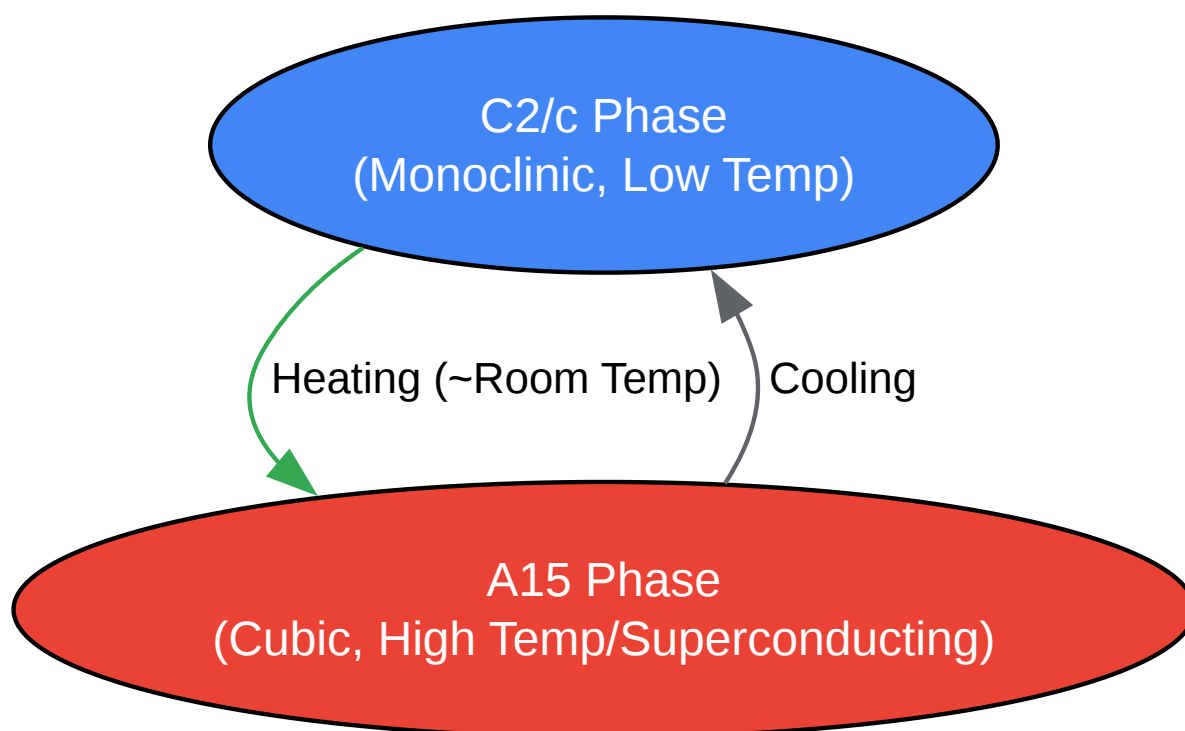 C2/c Phase
(Monoclinic, Low Temp)
Heating (~Room Temp)
Cooling
A15 Phase
(Cubic, High Temp/Superconducting)